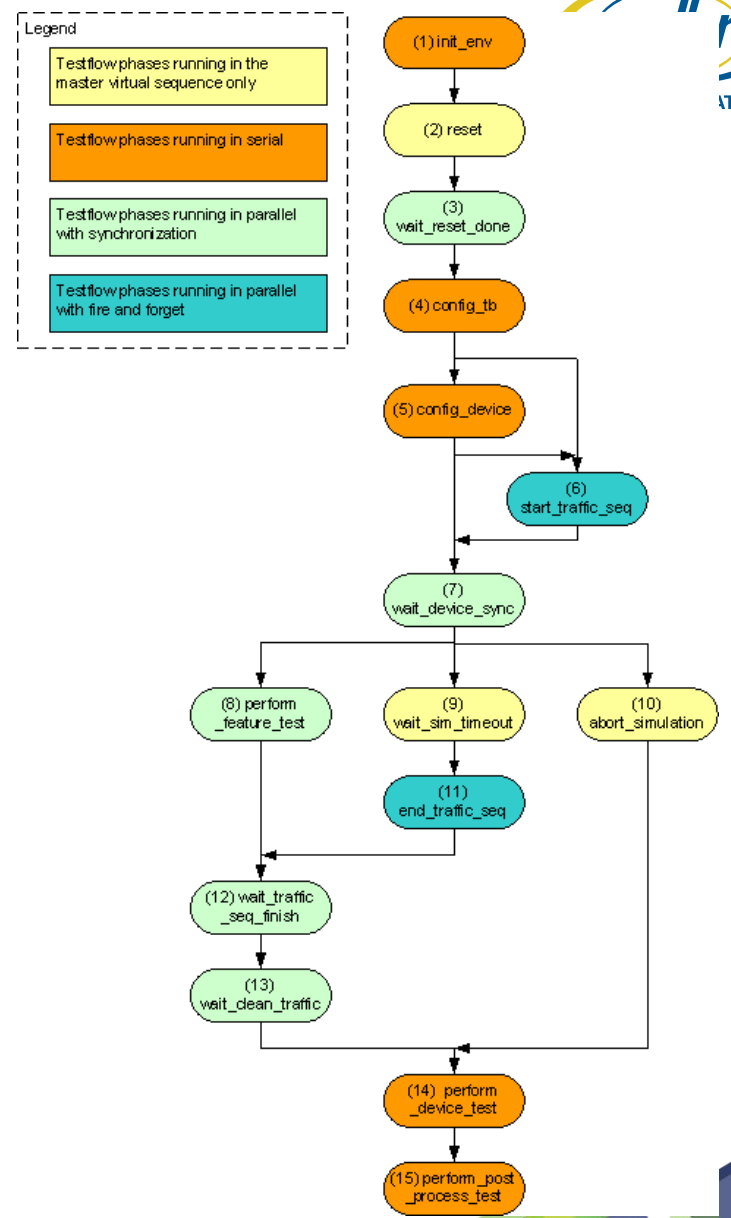 Legend
Testflow phases running in the
master virtual sequence only
Testflow phases running in serial
Testflow phases running in parallel
with synchronization
Testflow phases running in parallel
with fire and forget
(1) init_env
(2) reset
(3)
wait_reset_done
(4) config_tb
(5) config_device
(6)
start_traffic_seq
(7)
wait_device_sync
(8) perform
_feature_test
(9)
wait_sim_timeout
(10)
abort_simulation
(11)
end_traffic_seq
(12) wait_traffic
_seq_finish
(13)
wait_clean_traffic
(14) perform
_device_test
(15) perform_post
_process_test